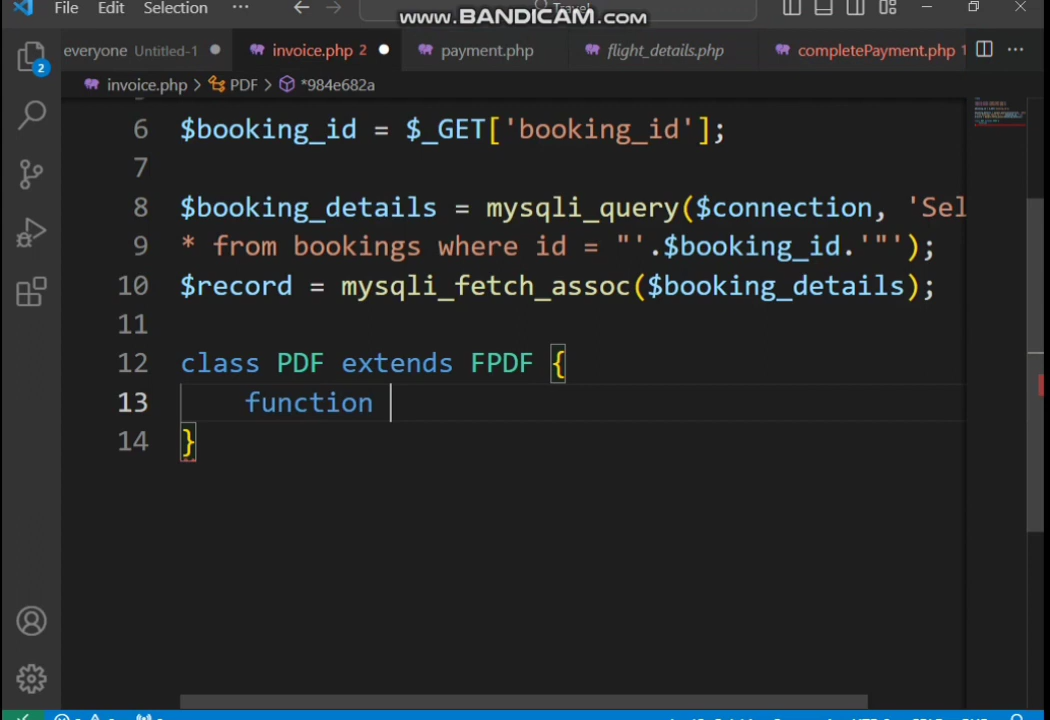 File Edit Selection ··· Travel
www.BANDICAM.com
everyone Untitled-1 invoice.php 2 payment.php flight_details.php completePayment.php 1 ···
2
invoice.php > PDF > *984e682a
6 $booking_id = $_GET['booking_id'];
7
8 $booking_details = mysqli_query($connection, 'Sel
9 * from bookings where id = "'.$booking_id.'"');
10 $record = mysqli_fetch_assoc($booking_details);
11
12 class PDF extends FPDF {
13 function
14 }